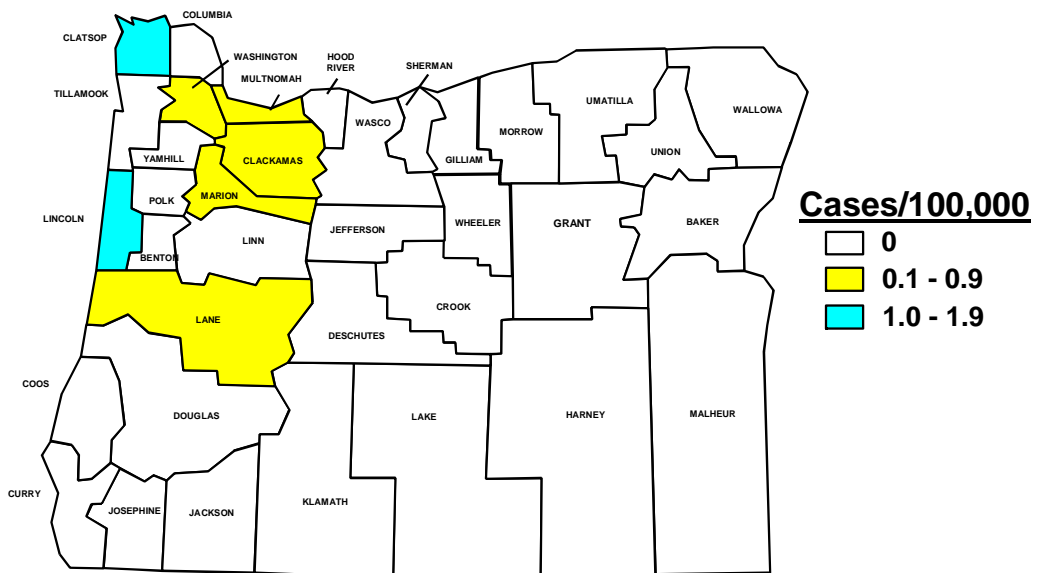 COLUMBIA
CLATSOP
WASHINGTON
HOOD
RIVER
SHERMAN
MULTNOMAH
TILLAMOOK
UMATILLA
WALLOWA
WASCO
MORROW
UNION
YAMHILL
CLACKAMAS
GILLIAM
MARION
POLK
LINCOLN
Cases/100,000
JEFFERSON
WHEELER
GRANT
BAKER
LINN
BENTON
0
0.1 - 0.9
CROOK
1.0 - 1.9
LANE
DESCHUTES
COOS
DOUGLAS
LAKE
HARNEY
MALHEUR
CURRY
KLAMATH
JOSEPHINE
JACKSON